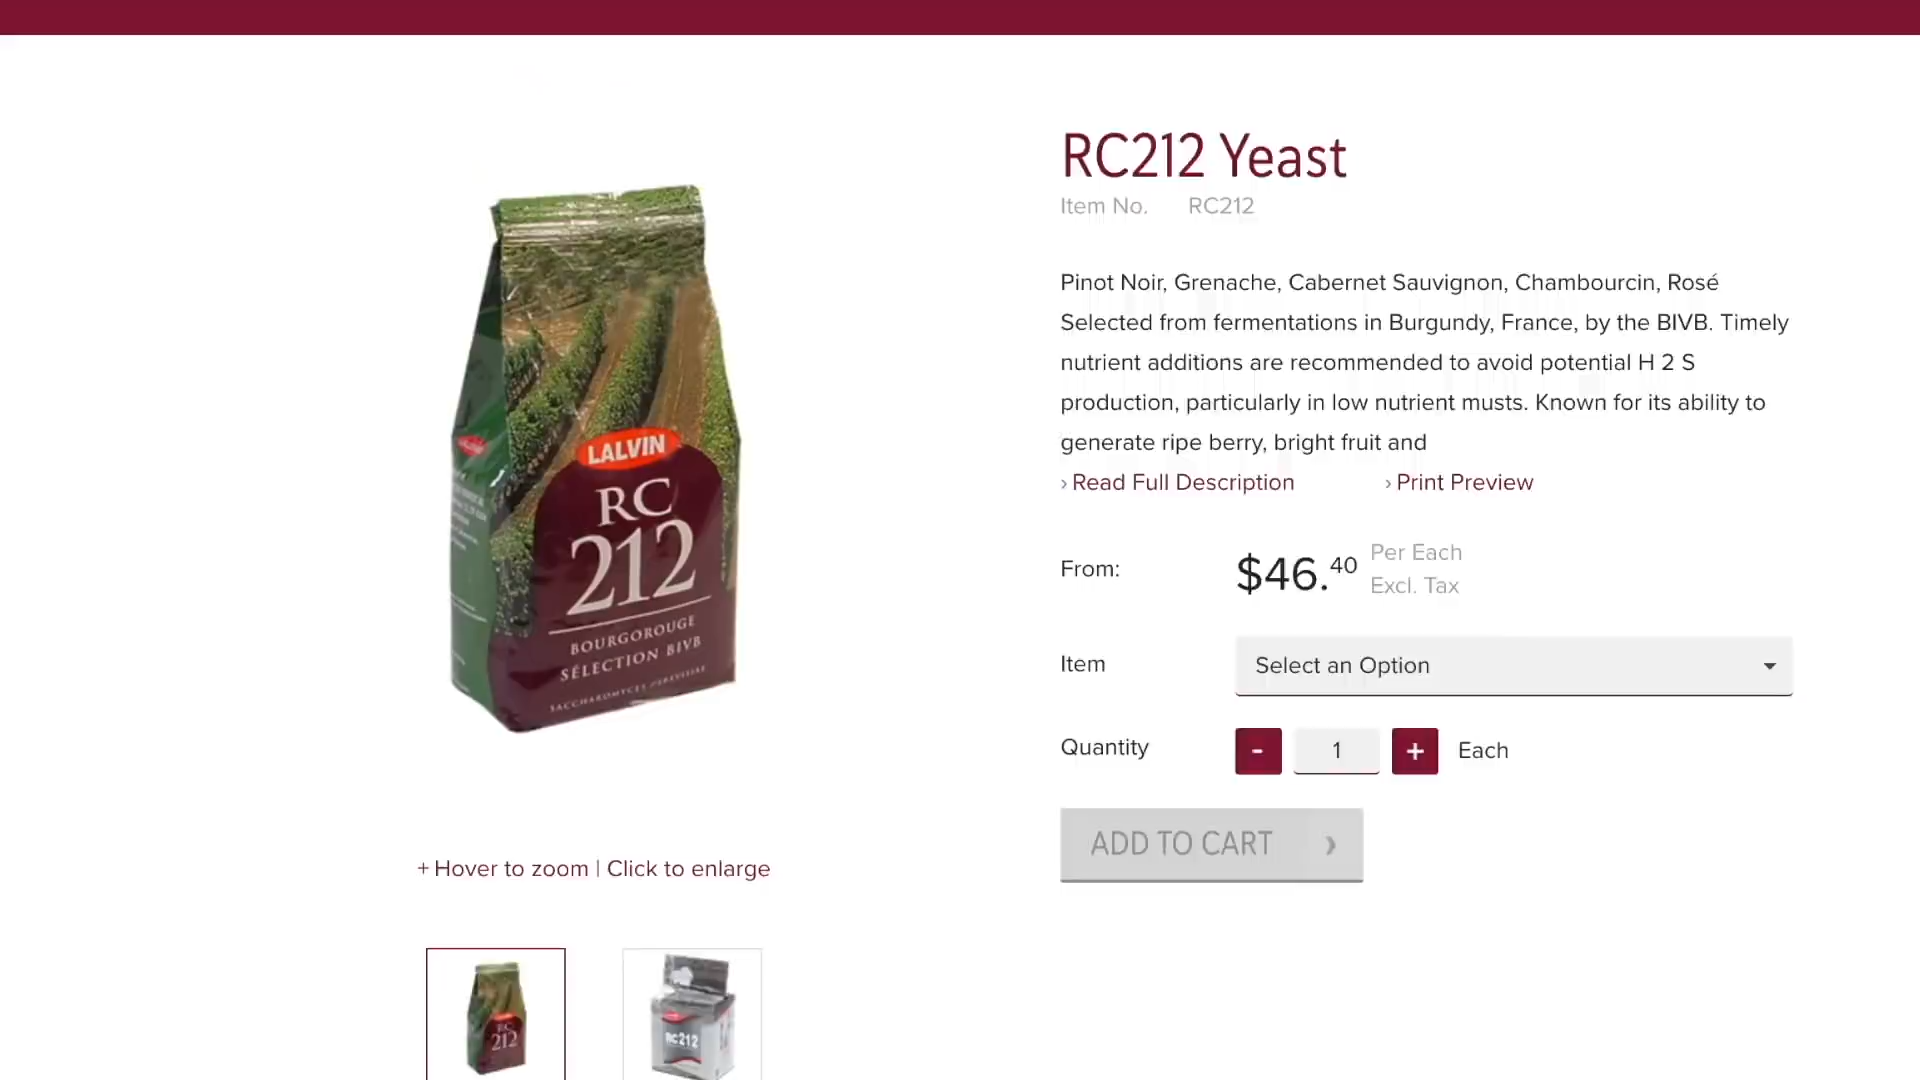 RC212 Yeast
Item No. RC212
Pinot Noir, Grenache, Cabernet Sauvignon, Chambourcin, Rosé
Selected from fermentations in Burgundy, France, by the BIVB. Timely
nutrient additions are recommended to avoid potential H 2 S
production, particularly in low nutrient musts. Known for its ability to
generate ripe berry, bright fruit and
› Read Full Description › Print Preview
From: $46.40 Per Each
Excl. Tax
Item Select an Option
Quantity - 1 + Each
ADD TO CART ›
LALVIN
RC
212
BOURGOROUGE
SÉLECTION BIVB
SACCHAROMYCES CEREVISIAE
+ Hover to zoom | Click to enlarge
RC
212
RC212